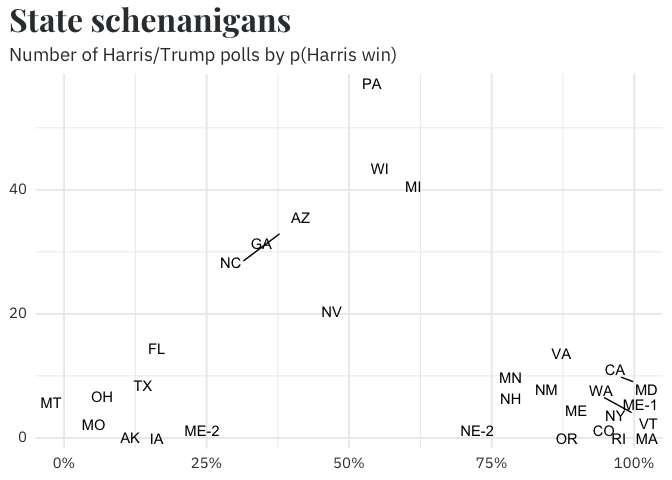 State schenanigans
Number of Harris/Trump polls by p(Harris win)
PA
WI
40
MI
AZ
GA
NC
20
NV
FL
VA
CA
MN
TX
NM
WA
MD
OH
NH
MT
ME-1
ME
NY
MO
VT
ME-2
NE-2
CO
0
AK
IA
OR
RI
MA
0%
25%
50%
75%
100%